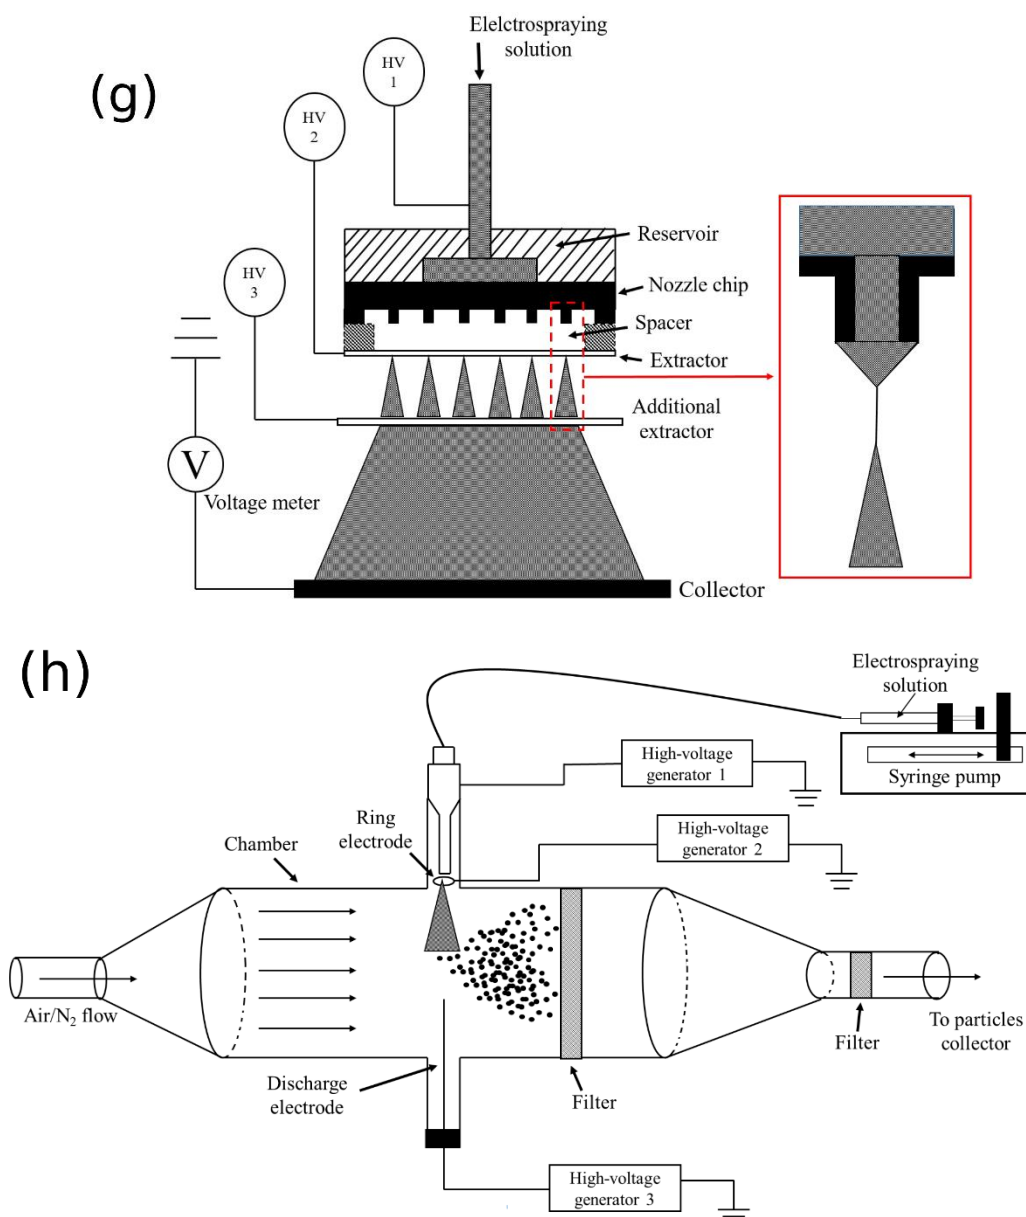 (g)
Elelctrospraying
solution
HV
1
HV
2
HV
3
Reservoir
Nozzle chip
Spacer
Extractor
Additional
extractor
V
Voltage meter
Collector
(h)
Electrospraying
solution
Syringe pump
High-voltage
generator 1
Ring
electrode
High-voltage
generator 2
Chamber
Air/N₂ flow
To particles
collector
Filter
Discharge
electrode
Filter
High-voltage
generator 3